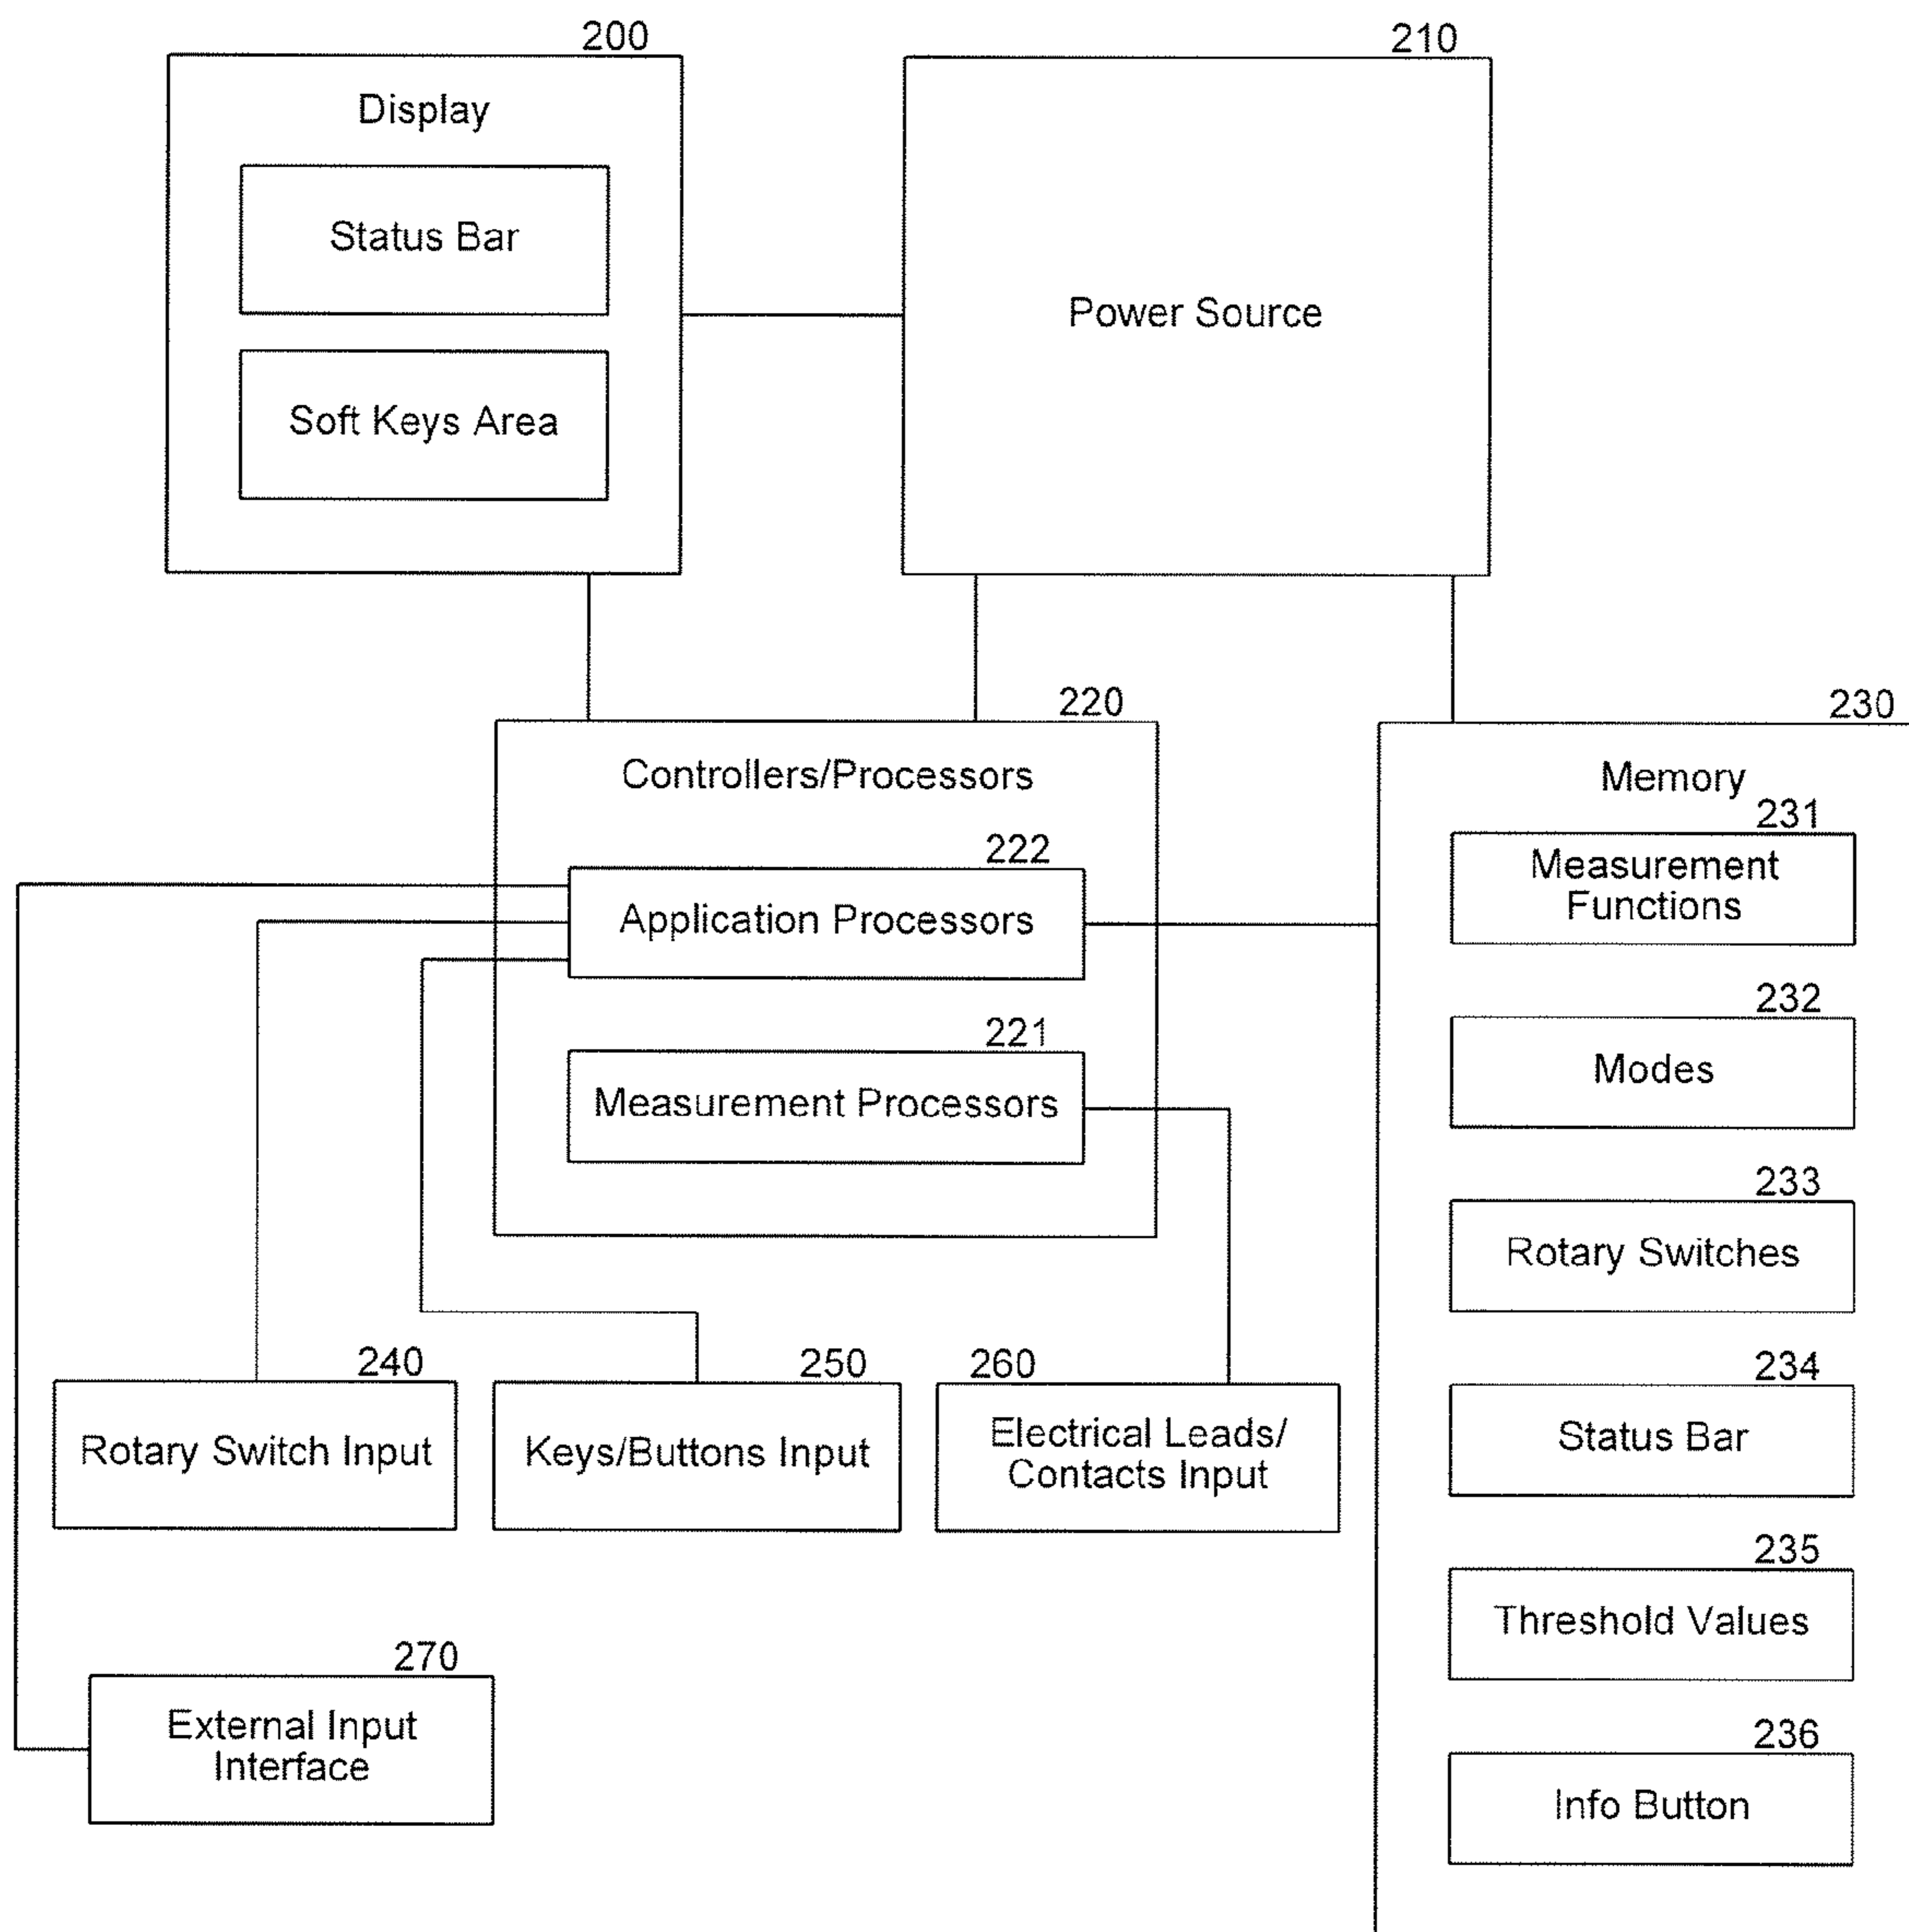 200
Display
Status Bar
Soft Keys Area
210
Power Source
220
Controllers/Processors
222
Application Processors
221
Measurement Processors
230
Memory
231
Measurement
Functions
232
Modes
233
Rotary Switches
234
Status Bar
235
Threshold Values
236
Info Button
240
Rotary Switch Input
250
Keys/Buttons Input
260
Electrical Leads/
Contacts Input
270
External Input
Interface